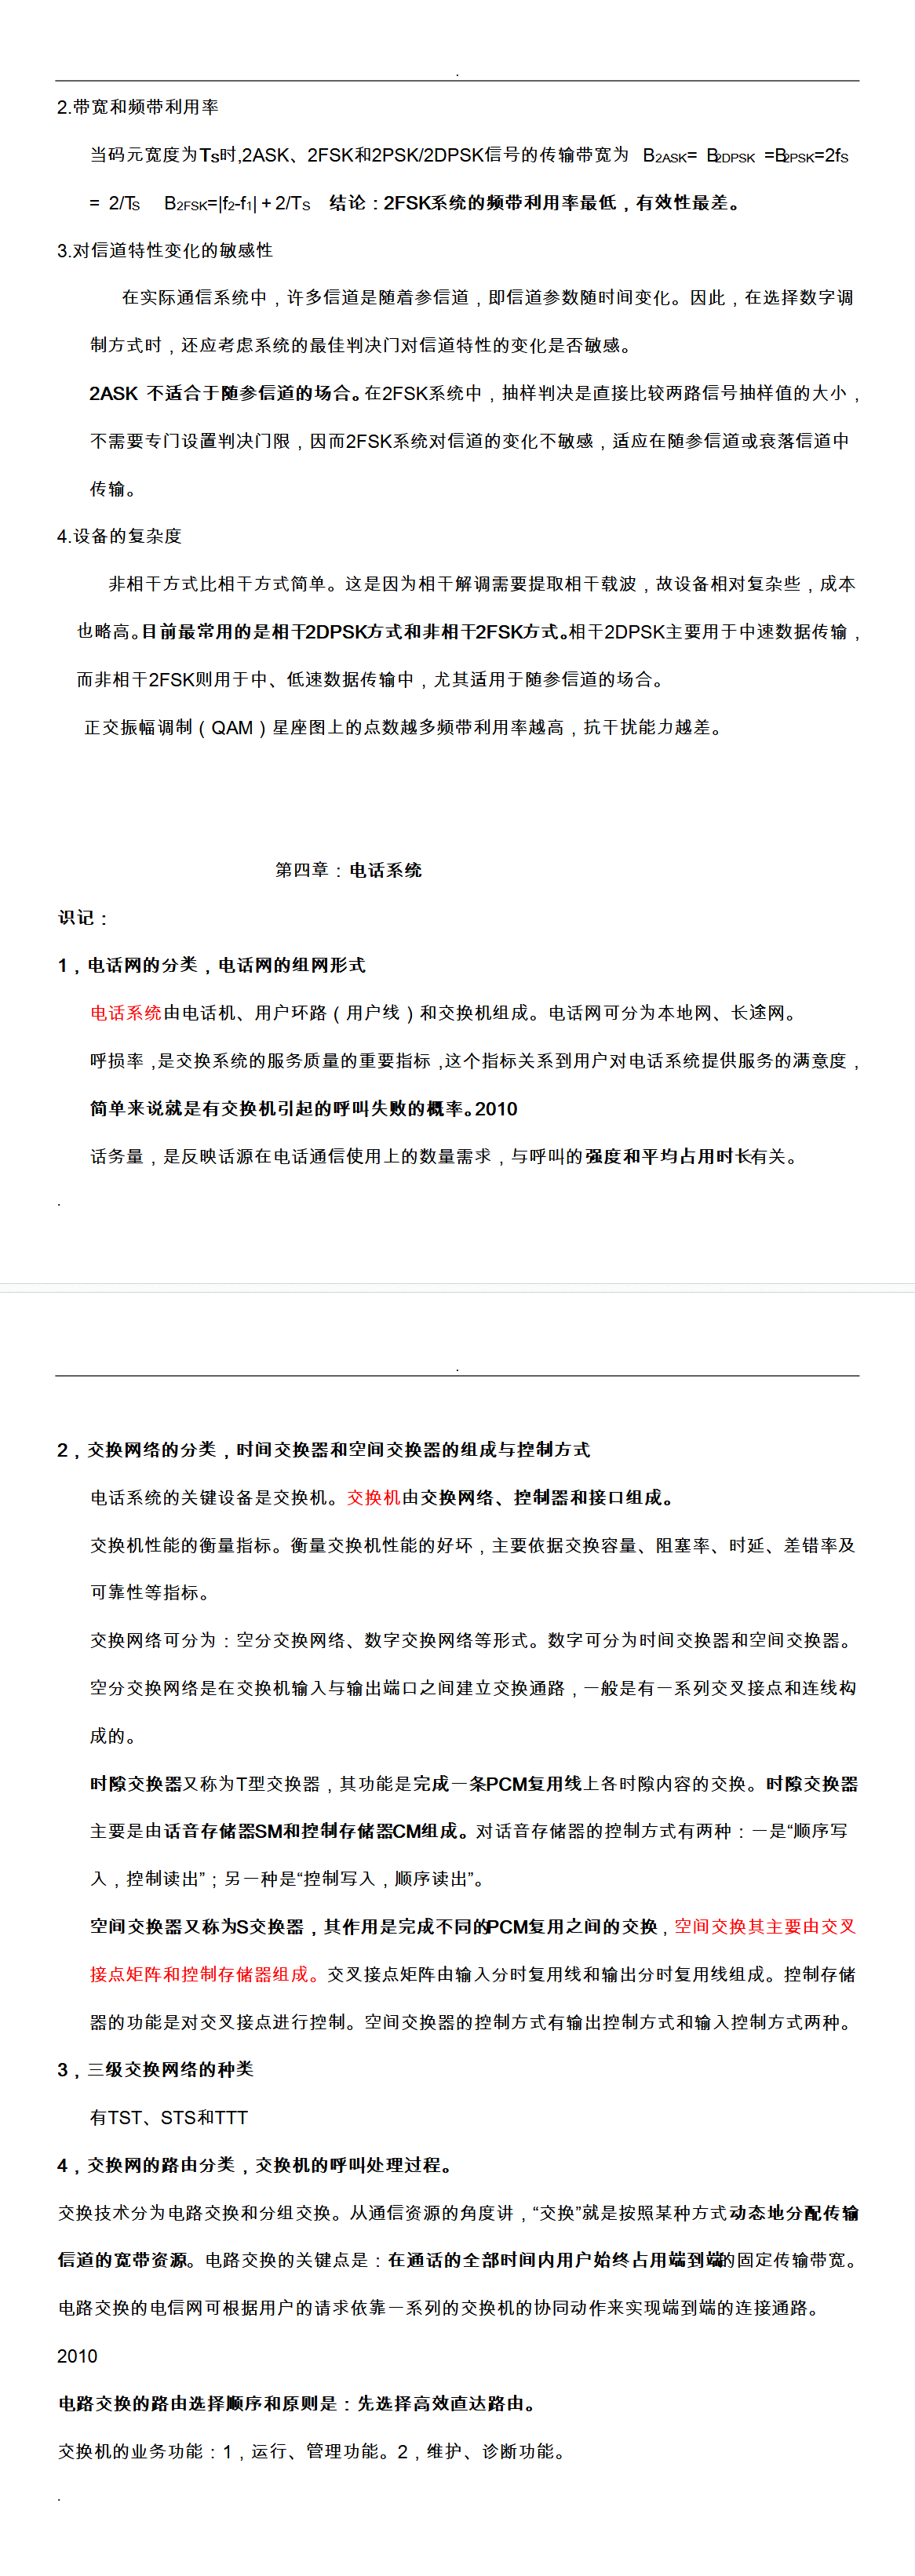 .
2.带宽和频带利用率
当码元宽度为Ts时,2ASK、2FSK和2PSK/2DPSK信号的传输带宽为 B2ASK= B2DPSK =B2PSK=2fS
= 2/TS B2FSK=|f2-f1| + 2/TS 结论：2FSK系统的频带利用率最低，有效性最差。
3.对信道特性变化的敏感性
在实际通信系统中，许多信道是随着参信道，即信道参数随时间变化。因此，在选择数字调
制方式时，还应考虑系统的最佳判决门对信道特性的变化是否敏感。
2ASK 不适合于随参信道的场合。在2FSK系统中，抽样判决是直接比较两路信号抽样值的大小，
不需要专门设置判决门限，因而2FSK系统对信道的变化不敏感，适应在随参信道或衰落信道中
传输。
4.设备的复杂度
非相干方式比相干方式简单。这是因为相干解调需要提取相干载波，故设备相对复杂些，成本
也略高。目前最常用的是相干2DPSK方式和非相干2FSK方式。相干2DPSK主要用于中速数据传输，
而非相干2FSK则用于中、低速数据传输中，尤其适用于随参信道的场合。
正交振幅调制（QAM）星座图上的点数越多频带利用率越高，抗干扰能力越差。
第四章：电话系统
识记：
1，电话网的分类，电话网的组网形式
电话系统由电话机、用户环路（用户线）和交换机组成。电话网可分为本地网、长途网。
呼损率 ,是交换系统的服务质量的重要指标 ,这个指标关系到用户对电话系统提供服务的满意度，
简单来说就是有交换机引起的呼叫失败的概率。2010
话务量，是反映话源在电话通信使用上的数量需求，与呼叫的强度和平均占用时长有关。
.
.
2，交换网络的分类，时间交换器和空间交换器的组成与控制方式
电话系统的关键设备是交换机。交换机由交换网络、控制器和接口组成。
交换机性能的衡量指标。衡量交换机性能的好坏，主要依据交换容量、阻塞率、时延、差错率及
可靠性等指标。
交换网络可分为：空分交换网络、数字交换网络等形式。数字可分为时间交换器和空间交换器。
空分交换网络是在交换机输入与输出端口之间建立交换通路，一般是有一系列交叉接点和连线构
成的。
时隙交换器又称为T型交换器，其功能是完成一条PCM复用线上各时隙内容的交换。时隙交换器
主要是由话音存储器SM和控制存储器CM组成。对话音存储器的控制方式有两种：一是“顺序写
入，控制读出”；另一种是“控制写入，顺序读出”。
空间交换器又称为S交换器，其作用是完成不同的PCM复用之间的交换，空间交换其主要由交叉
接点矩阵和控制存储器组成。交叉接点矩阵由输入分时复用线和输出分时复用线组成。控制存储
器的功能是对交叉接点进行控制。空间交换器的控制方式有输出控制方式和输入控制方式两种。
3，三级交换网络的种类
有TST、STS和TTT
4，交换网的路由分类，交换机的呼叫处理过程。
交换技术分为电路交换和分组交换。从通信资源的角度讲，“交换”就是按照某种方式动态地分配传输
信道的宽带资源。电路交换的关键点是：在通话的全部时间内用户始终占用端到端的固定传输带宽。
电路交换的电信网可根据用户的请求依靠一系列的交换机的协同动作来实现端到端的连接通路。
2010
电路交换的路由选择顺序和原则是：先选择高效直达路由。
交换机的业务功能：1，运行、管理功能。2，维护、诊断功能。
.